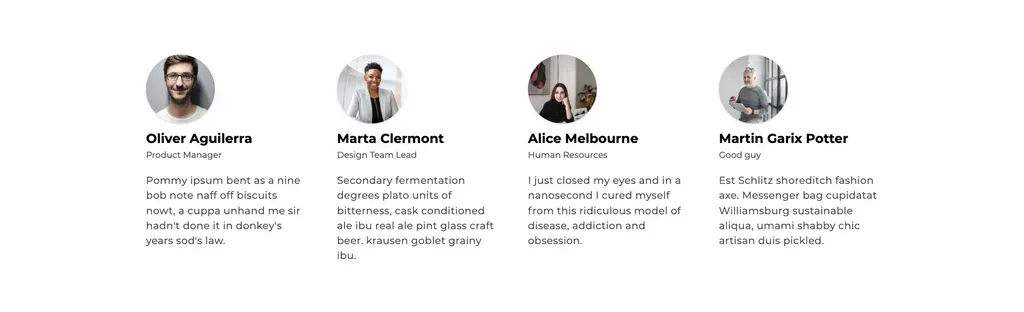 Oliver Aguilerra
Product Manager
Pommy ipsum bent as a nine
bob note naff off biscuits
nowt, a cuppa unhand me sir
hadn't done it in donkey's
years sod's law.
Marta Clermont
Design Team Lead
Secondary fermentation
degrees plato units of
bitterness, cask conditioned
ale ibu real ale pint glass craft
beer. krausen goblet grainy
ibu.
Alice Melbourne
Human Resources
I just closed my eyes and in a
nanosecond I cured myself
from this ridiculous model of
disease, addiction and
obsession.
Martin Garix Potter
Good guy
Est Schlitz shoreditch fashion
axe. Messenger bag cupidatat
Williamsburg sustainable
aliqua, umami shabby chic
artisan duis pickled.